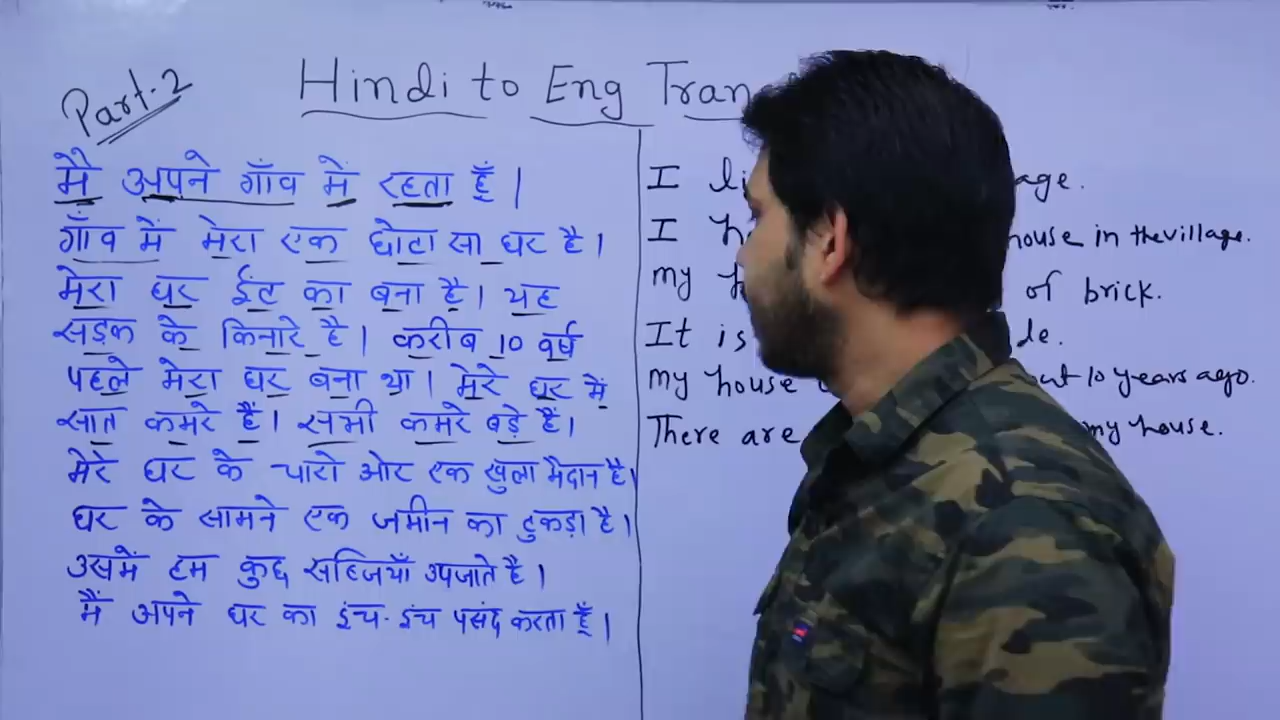 Part-2
Hindi to Eng Tran
मै अपने गाँव में रहता हूँ।
गाँव में मेरा एक छोटा सा घर है।
मेरा घर ईंट का बना है। यह
सड़क के किनारे है। करीब 10 वर्ष
पहले मेरा घर बना था। मेरे घर में
सात कमरे हैं। सभी कमरे बड़े हैं।
मेरे घर के चारो ओर एक खुला मैदान है।
घर के सामने एक जमीन का टुकड़ा है।
उसमें हम कुछ सब्जियाँ उपजाते है।
मैं अपने घर का इंच-इंच पसंद करता हूँ।
I li age.
I h house in the village.
my h of brick.
It is de.
my house ut 10 years ago.
There are my house.